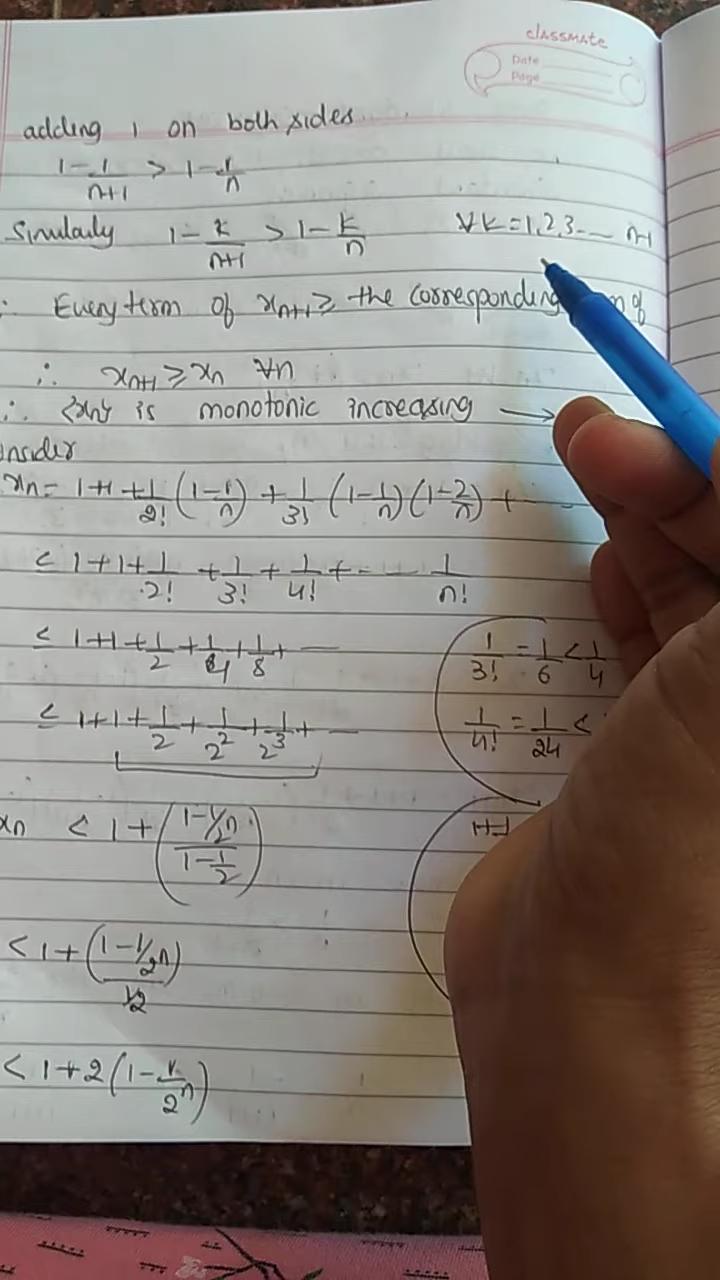 classmate
Date
Page
adding 1 on both sides.
1 - 1/(n+1) > 1 - 1/n
Similarly 1 - k/(n+1) > 1 - k/n ∀k = 1, 2, 3 - - - n-1
∴ Every term of x_{n+1} ≥ the corresponding of
∴ x_{n+1} ≥ x_n ∀n
∴ <x_n> is monotonic increasing →
nsider
x_n = 1+1+1/2! (1 - 1/n) + 1/3! (1 - 1/n)(1 - 2/n) + - - -
≤ 1+1+1/2! + 1/3! + 1/4! + - - - 1/n!
≤ 1+1+1/2 + 1/4 + 1/8 + —
1/3! = 1/6 < 1/4
≤ 1+1+1/2 + 1/2² + 1/2³ + —
1/4! = 1/24 <
x_n < 1 + ((1 - 1/2^n)/(1 - 1/2))
< 1 + ((1 - 1/2^n)/(1/2))
< 1 + 2 (1 - 1/2^n)